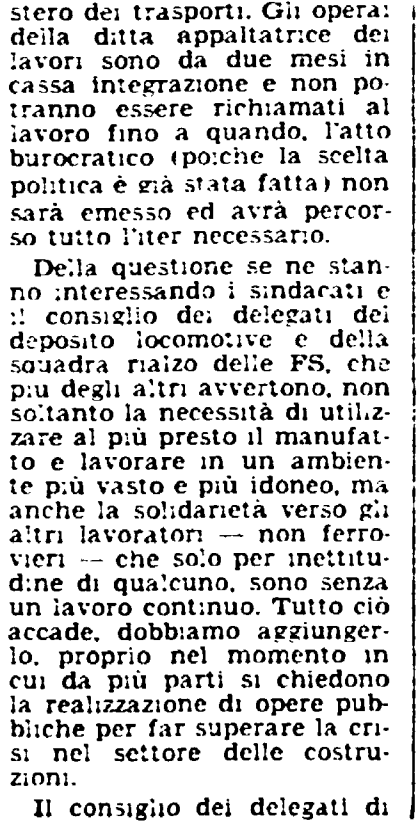 stero dei trasporti. Gli operai
della ditta appaltatrice dei
lavori sono da due mesi in
cassa integrazione e non po-
tranno essere richiamati al
lavoro fino a quando, l'atto
burocratico (poiche la scelta
politica è già stata fatta) non
sarà emesso ed avrà percor-
so tutto l'iter necessario.
Della questione se ne stan-
no interessando i sindacati e
il consiglio dei delegati del
deposito locomotive e della
squadra rialzo delle FS, che
piu degli altri avvertono, non
soltanto la necessità di utiliz-
zare al più presto il manufat-
to e lavorare in un ambien-
te più vasto e più idoneo, ma
anche la solidarietà verso gli
altri lavoratori — non ferro-
vieri — che solo per inettitu-
dine di qualcuno, sono senza
un lavoro continuo. Tutto ciò
accade, dobbiamo aggiunger-
lo, proprio nel momento in
cui da più parti si chiedono
la realizzazione di opere pub-
bliche per far superare la cri-
si nel settore delle costru-
zioni.
Il consiglio dei delegati di